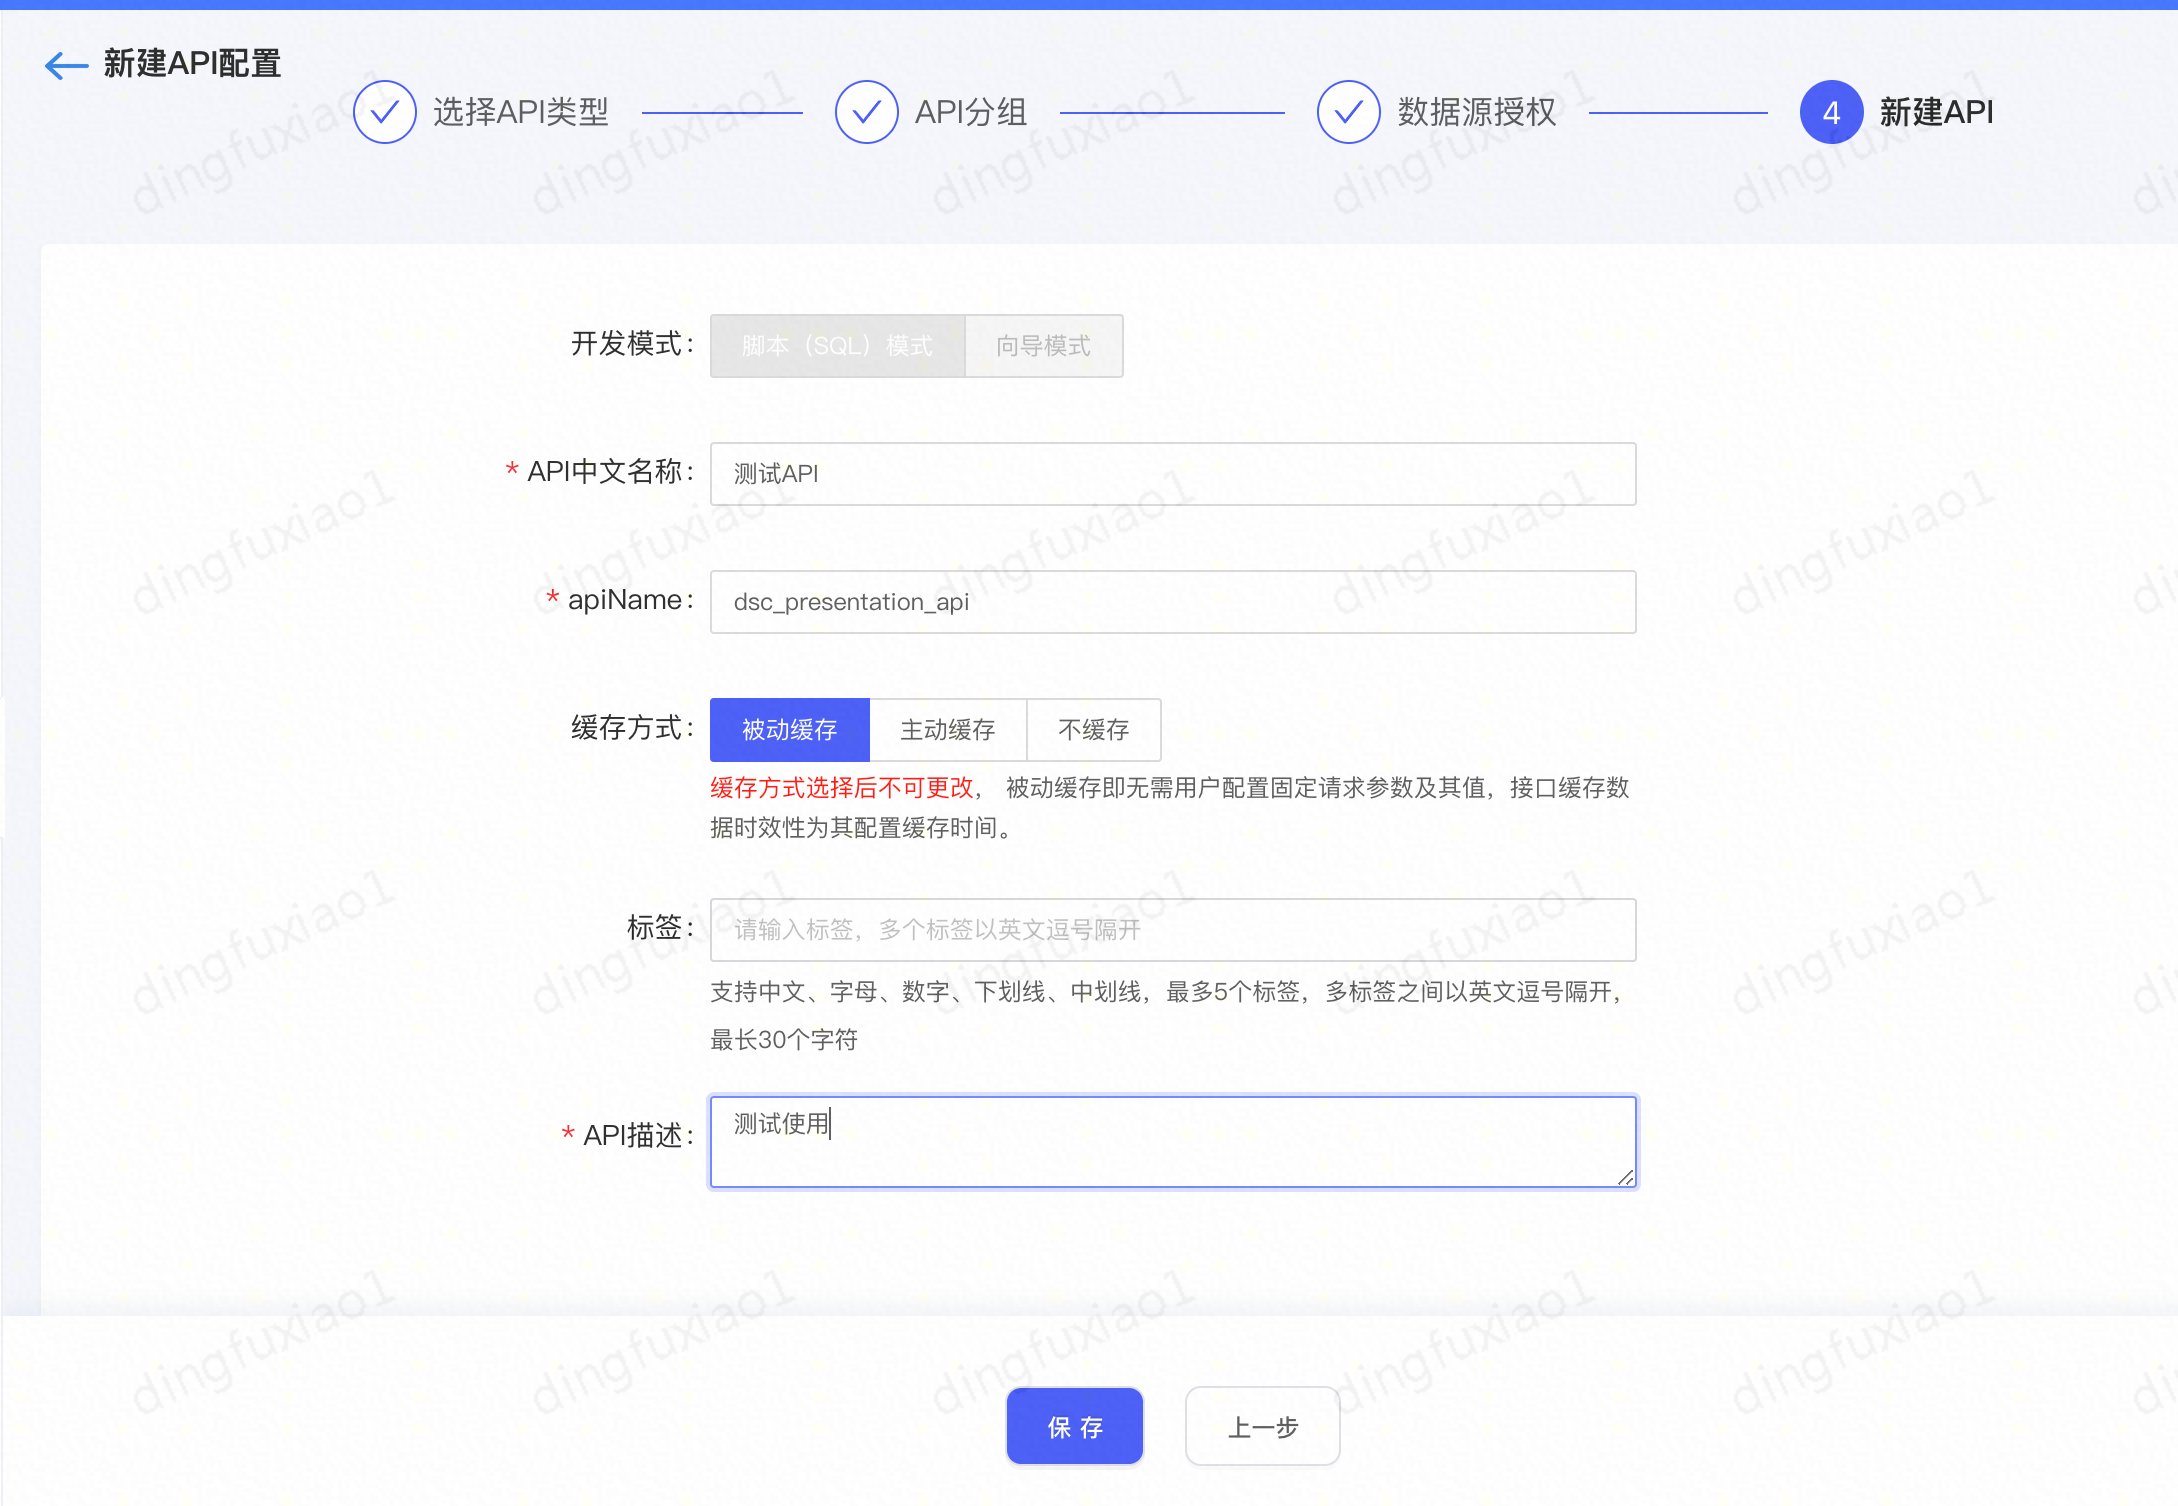 新建API配置
选择API类型
API分组
数据源授权
4 新建API
开发模式:
脚本（SQL）模式 向导模式
* API中文名称: 测试API
* apiName: dsc_presentation_api
缓存方式: 被动缓存 主动缓存 不缓存
缓存方式选择后不可更改， 被动缓存即无需用户配置固定请求参数及其值，接口缓存数
据时效性为其配置缓存时间。
标签: 请输入标签，多个标签以英文逗号隔开
支持中文、字母、数字、下划线、中划线，最多5个标签，多标签之间以英文逗号隔开，
最长30个字符
* API描述: 测试使用
保 存 上一步
dingfuxiao1